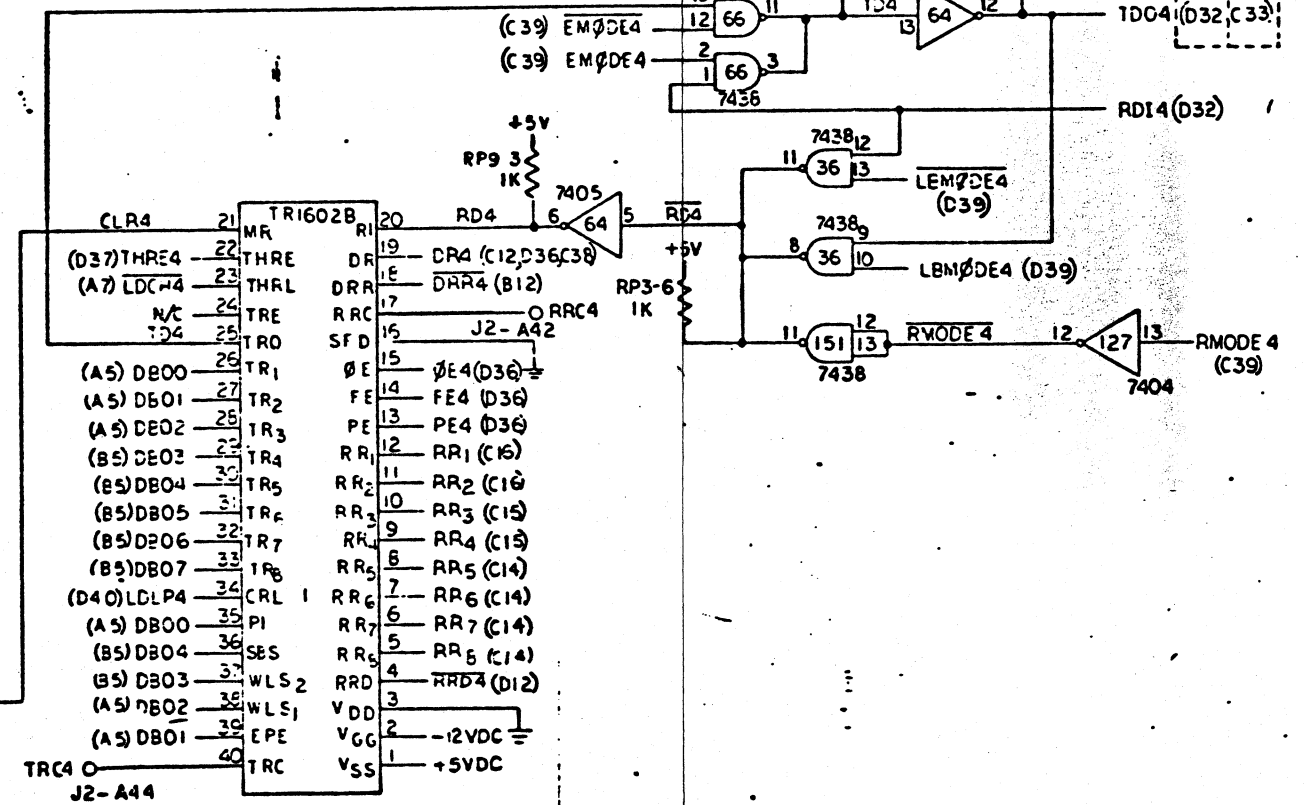 11
12
TD4
12
(C39) EMØDE4
12
66
64
13
TDO4 (D32, C33)
(C39) EMØDE4
2
66
3
1
7438
RDI4 (D32)
+5V
7438
12
RP9 3
11
36
13
1K
LBMØDE4
7405
(D39)
CLR4
21
TR1602B
20
RD4
6
64
5
RD4
7438
9
MR
RI
8
36
10
LBMØDE4 (D39)
(D37) THRE4
22
THRE
DR
19
DR4 (C12, D36, C38)
+5V
(A7)
23
THRL
DRR
18
DRR4 (B12)
RP3-6
N/C
24
TRE
RRC
17
RRC4
1K
J2-A42
TD4
25
TRO
SFD
16
11
151
12
13
RMODE 4
12
127
13
RMODE 4
(C39)
7438
7404
(A5) DB00
26
TR1
ØE
15
ØE4 (D36)
(A5) DB01
27
TR2
FE
14
FE4 (D36)
(A5) DB02
28
TR3
PE
13
PE4 (D36)
(B5) DB03
29
TR4
RR1
12
RR1 (C16)
(B5) DB04
30
TR5
RR2
11
RR2 (C16)
(B5) DB05
31
TR6
RR3
10
RR3 (C15)
(B5) DB06
32
TR7
RR4
9
RR4 (C15)
(B5) DB07
33
TR8
RR5
8
RR5 (C14)
(D40) LDLP4
34
CRL
RR6
7
RR6 (C14)
(A5) DB00
35
PI
RR7
6
RR7 (C14)
(B5) DB04
36
SBS
RR8
5
RR8 (C14)
(B5) DB03
37
WLS2
RRD
4
RRD4 (D12)
(A5) DB02
38
WLS1
VDD
3
(A5) DB01
39
EPE
VGG
2
-12VDC
TRC4
40
TRC
VSS
1
+5VDC
J2-A44